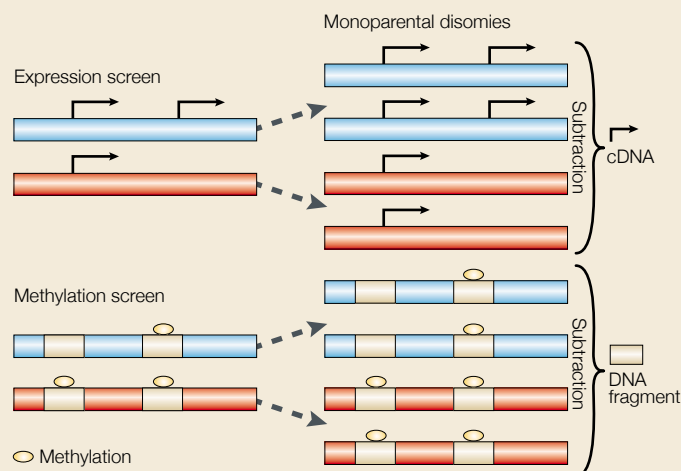 Monoparental disomies
Expression screen
Subtraction
cDNA
Methylation screen
Subtraction
DNA
fragment
Methylation